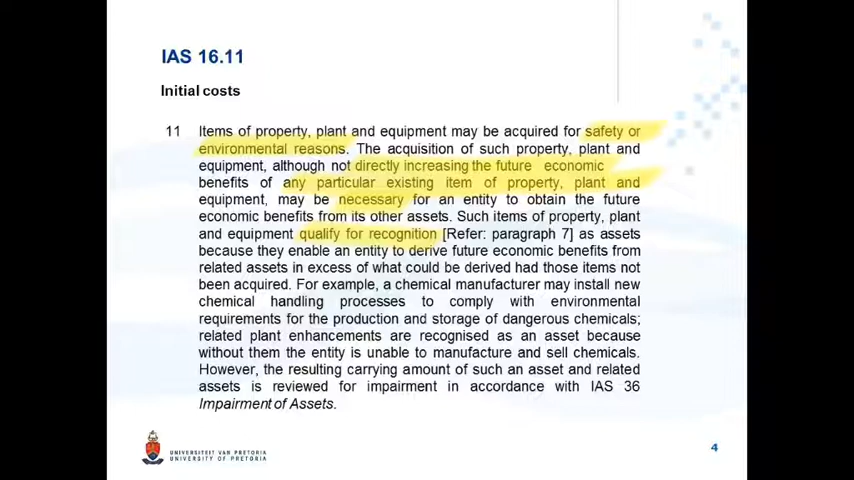 IAS 16.11
Initial costs
11 Items of property, plant and equipment may be acquired for safety or
environmental reasons. The acquisition of such property, plant and
equipment, although not directly increasing the future economic
benefits of any particular existing item of property, plant and
equipment, may be necessary for an entity to obtain the future
economic benefits from its other assets. Such items of property, plant
and equipment qualify for recognition [Refer: paragraph 7] as assets
because they enable an entity to derive future economic benefits from
related assets in excess of what could be derived had those items not
been acquired. For example, a chemical manufacturer may install new
chemical handling processes to comply with environmental
requirements for the production and storage of dangerous chemicals;
related plant enhancements are recognised as an asset because
without them the entity is unable to manufacture and sell chemicals.
However, the resulting carrying amount of such an asset and related
assets is reviewed for impairment in accordance with IAS 36
Impairment of Assets.
UNIVERSITEIT VAN PRETORIA
UNIVERSITY OF PRETORIA
4